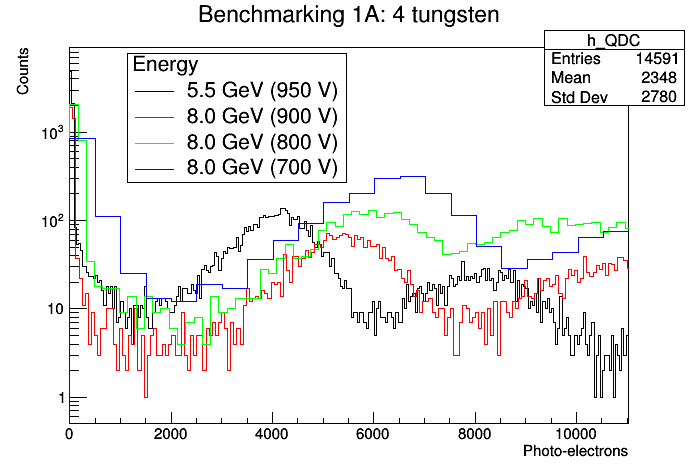 Benchmarking 1A: 4 tungsten
h_QDC
Entries 14591
Mean 2348
Std Dev 2780
Counts
Energy
5.5 GeV (950 V)
8.0 GeV (900 V)
8.0 GeV (800 V)
8.0 GeV (700 V)
10³
10²
10
1
0 2000 4000 6000 8000 10000
Photo-electrons